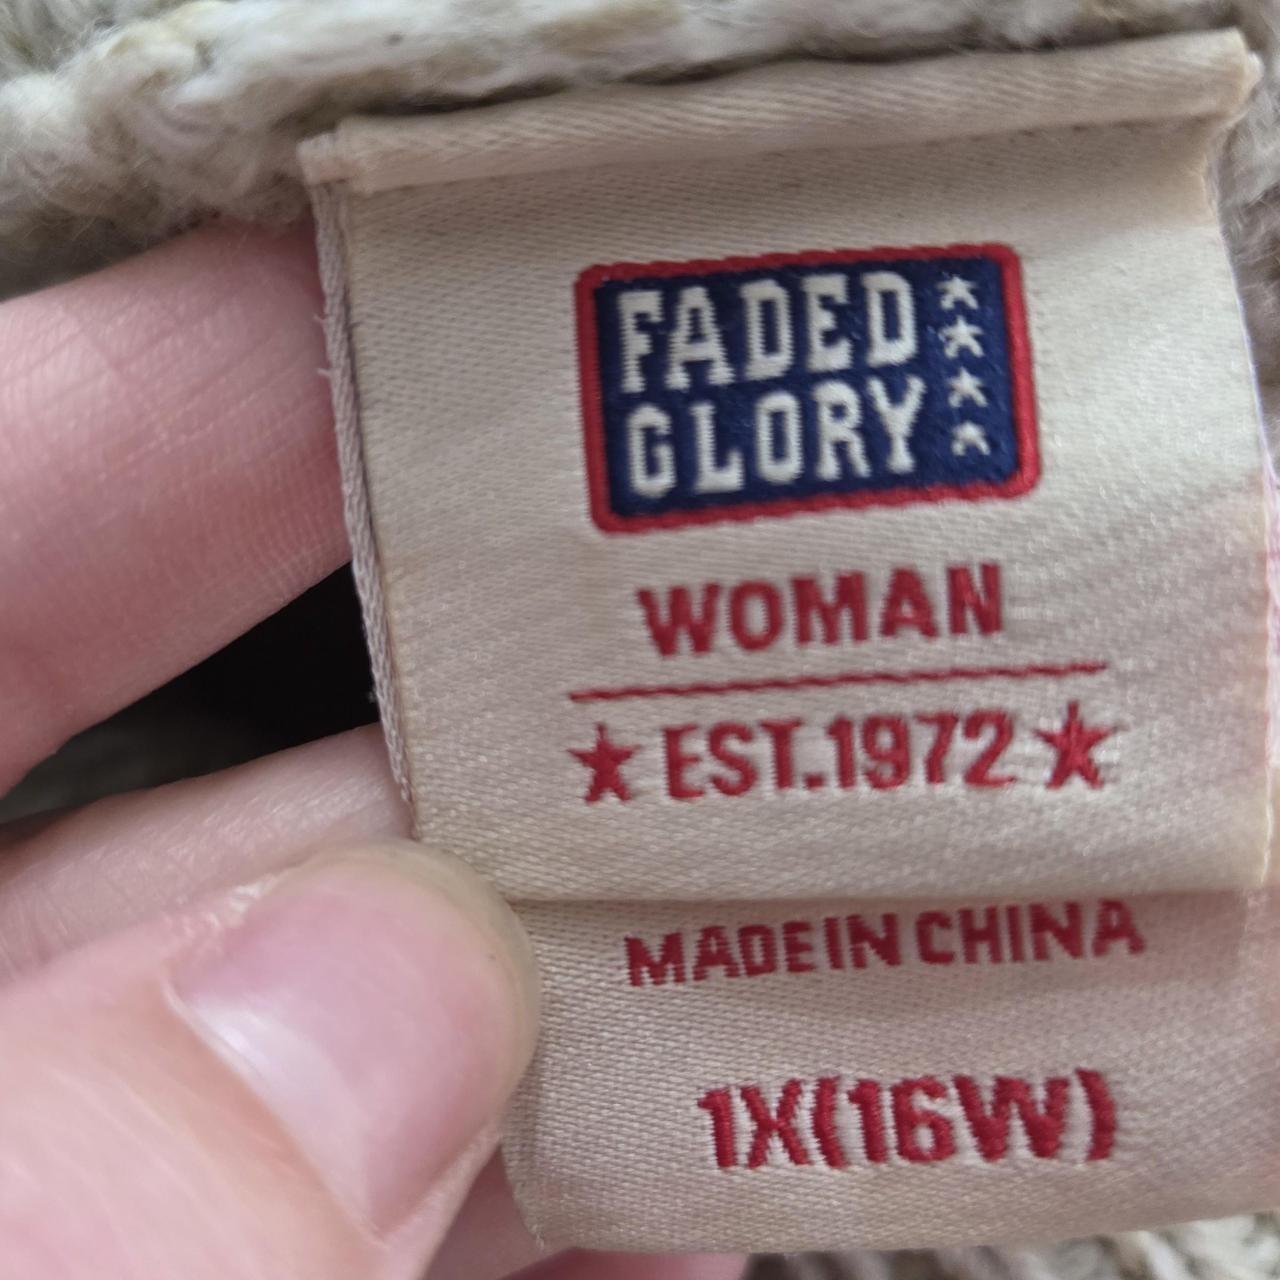 FADED
GLORY
WOMAN
★ EST.1972 ★
MADE IN CHINA
1X(16W)